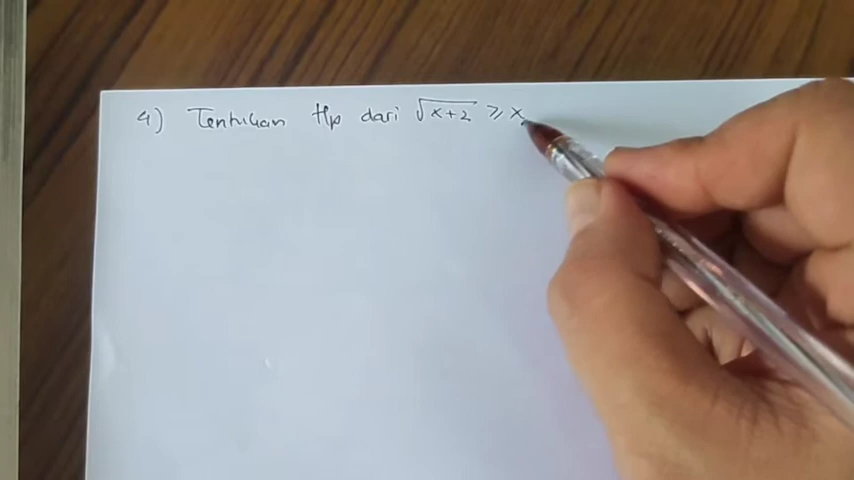 4) Tentukan Hp dari √x+2 ≥ x